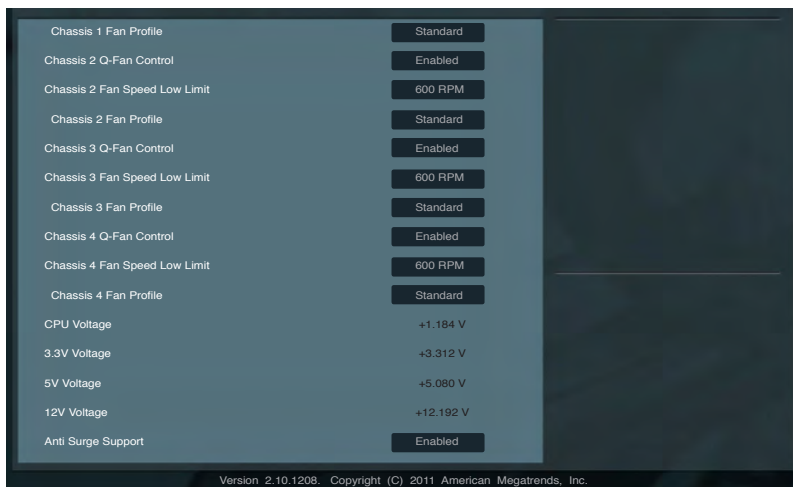 Chassis 1 Fan Profile Standard
Chassis 2 Q-Fan Control Enabled
Chassis 2 Fan Speed Low Limit 600 RPM
Chassis 2 Fan Profile Standard
Chassis 3 Q-Fan Control Enabled
Chassis 3 Fan Speed Low Limit 600 RPM
Chassis 3 Fan Profile Standard
Chassis 4 Q-Fan Control Enabled
Chassis 4 Fan Speed Low Limit 600 RPM
Chassis 4 Fan Profile Standard
CPU Voltage +1.184 V
3.3V Voltage +3.312 V
5V Voltage +5.080 V
12V Voltage +12.192 V
Anti Surge Support Enabled
Version 2.10.1208. Copyright (C) 2011 American Megatrends, Inc.